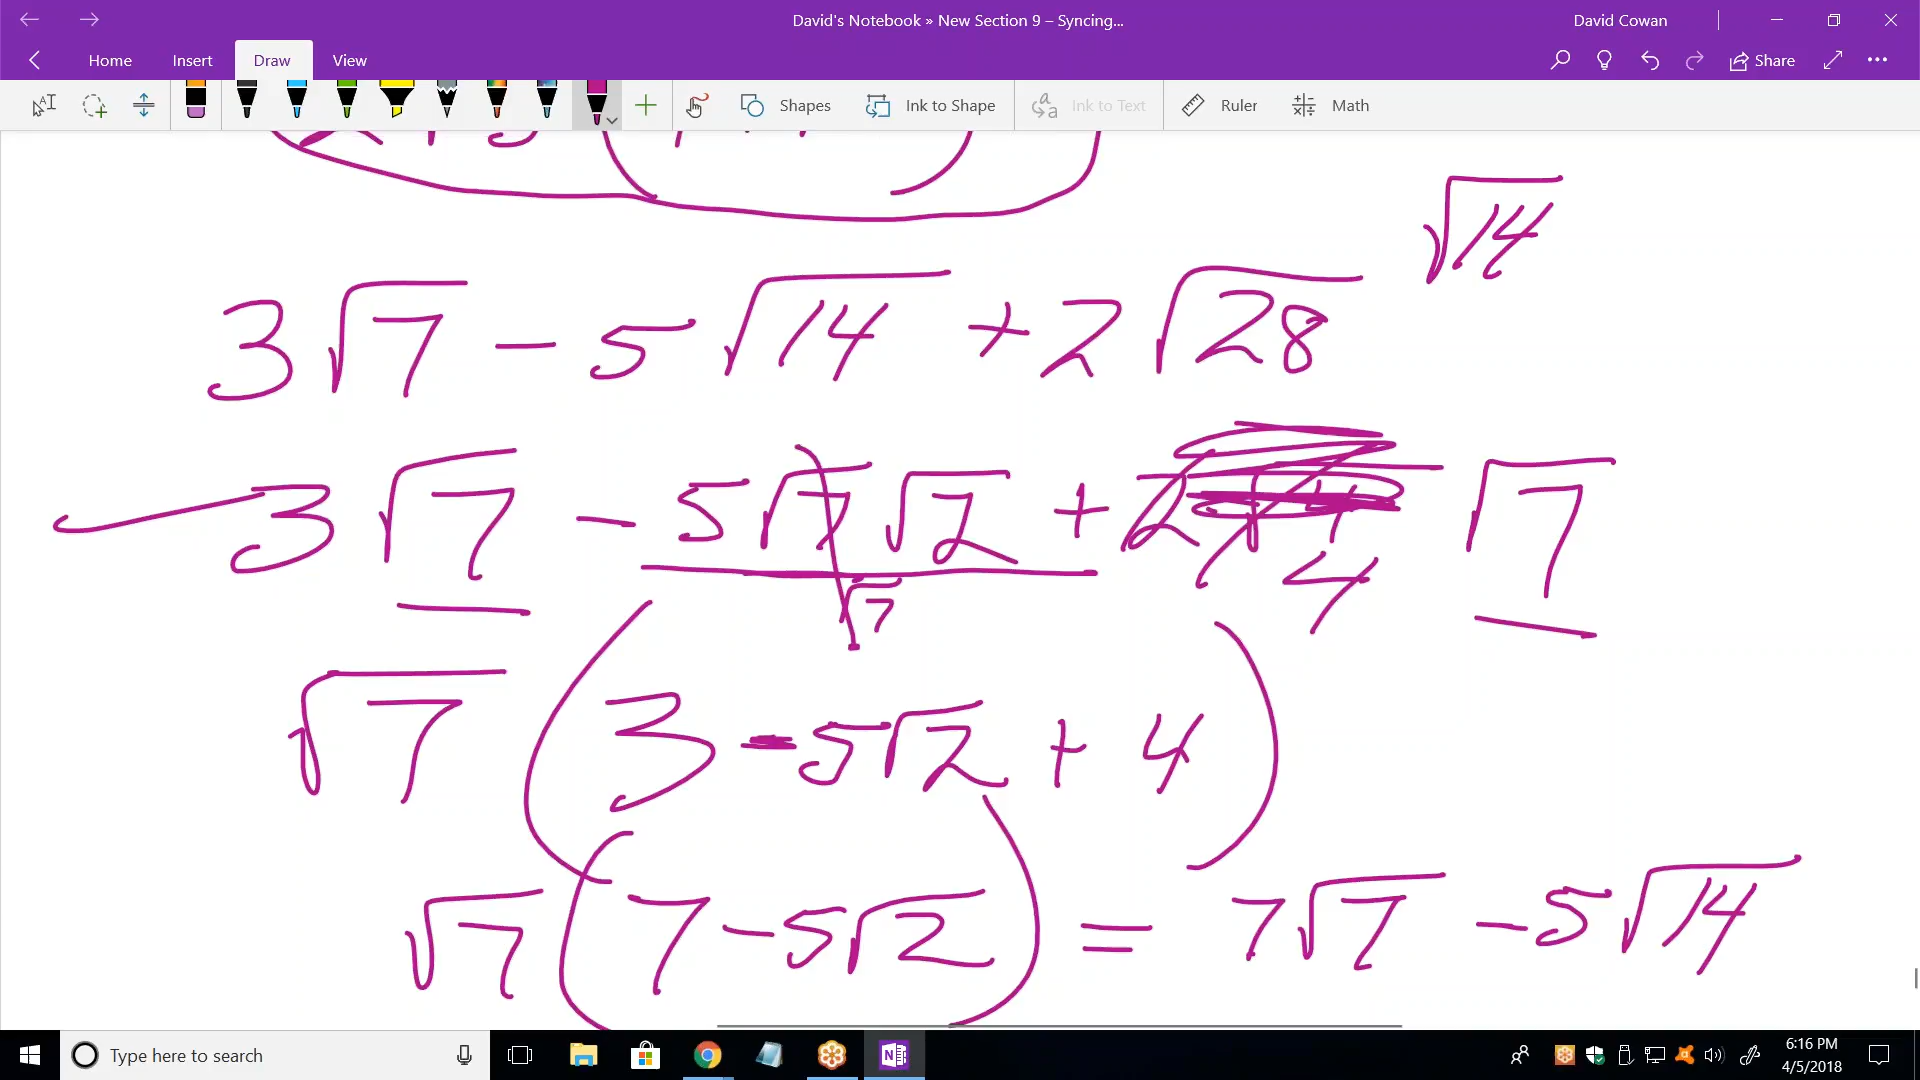 David's Notebook » New Section 9 – Syncing...
David Cowan
Home Insert Draw View
Share
Shapes Ink to Shape Ink to Text Ruler Math
√14
3√7 - 5√14 + 2√28
3√7 - 5√7√2 + 4√7
√7
√7 (3 - 5√2 + 4)
√7 (7 - 5√2) = 7√7 - 5√14
Type here to search
6:16 PM
4/5/2018